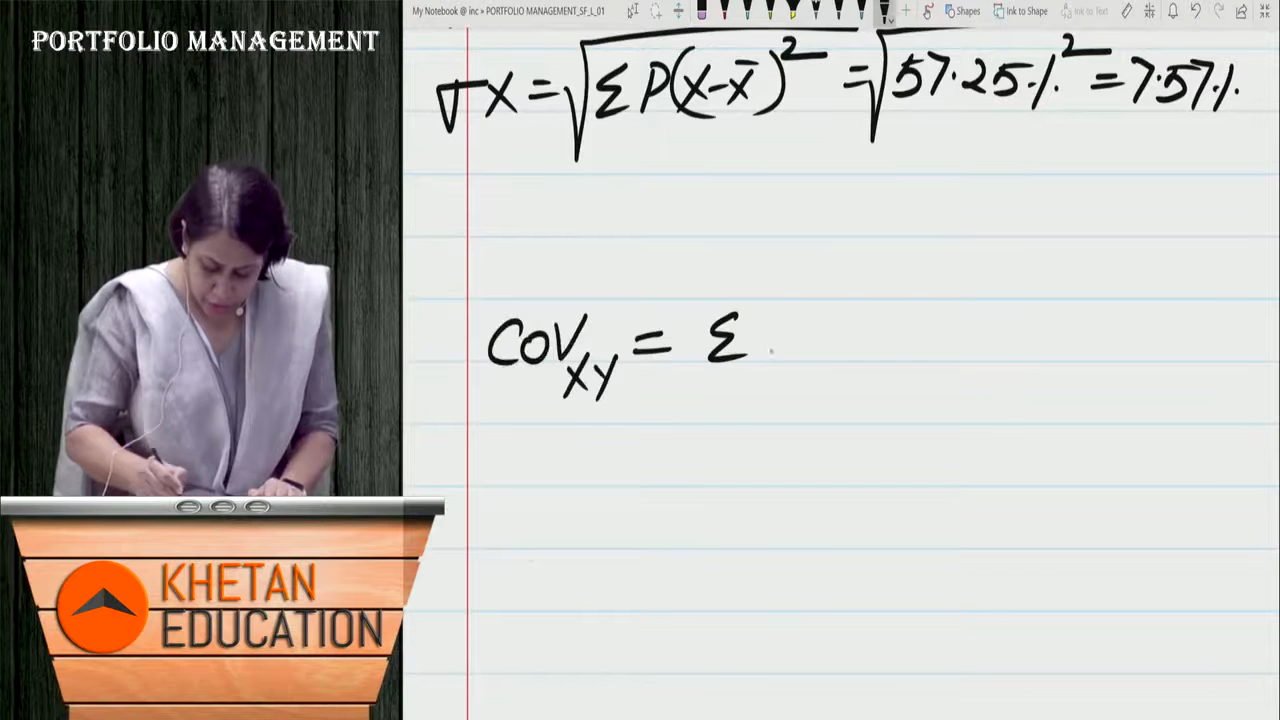 My Notebook @ inc » PORTFOLIO MANAGEMENT_SF_L_01
Shapes
Ink to Shape
Ink to Text
PORTFOLIO MANAGEMENT
σX = √ΣP(X-X̄)² = √57.25%² = 7.57%
COV_XY = Σ
KHETAN
EDUCATION